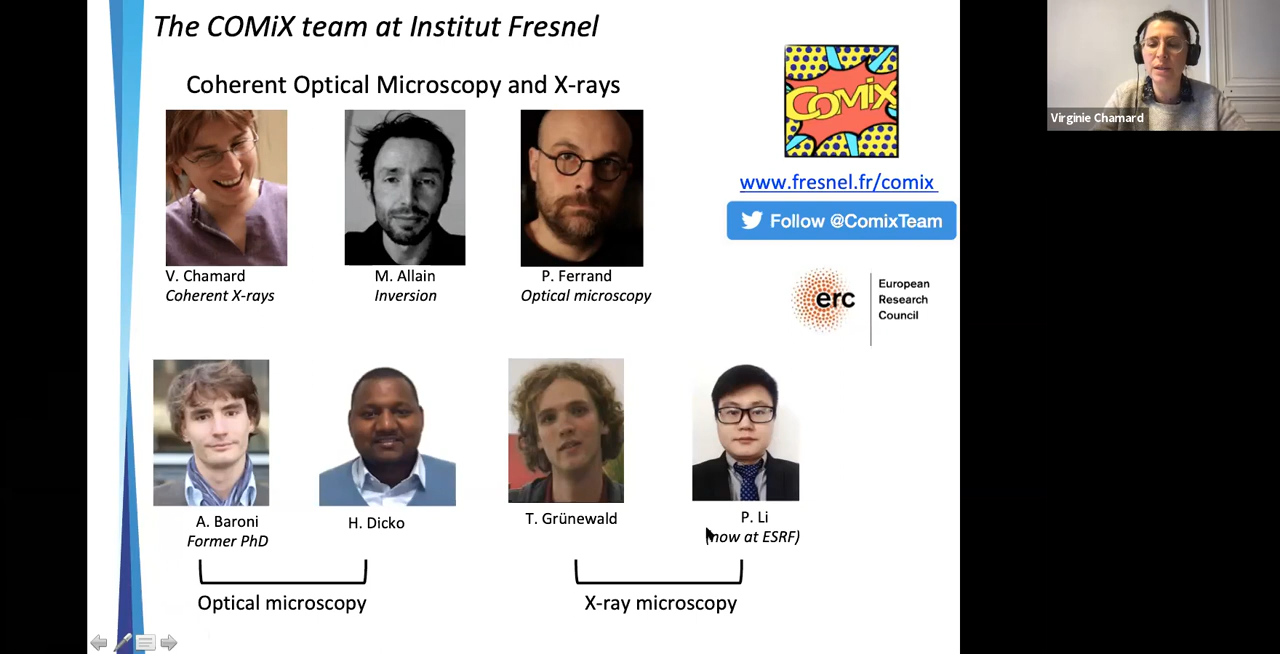 The COMiX team at Institut Fresnel
Coherent Optical Microscopy and X-rays
COMiX
www.fresnel.fr/comix
Follow @ComixTeam
erc
European
Research
Council
V. Chamard
Coherent X-rays
M. Allain
Inversion
P. Ferrand
Optical microscopy
A. Baroni
Former PhD
H. Dicko
T. Grünewald
P. Li
(now at ESRF)
Optical microscopy
X-ray microscopy
Virginie Chamard